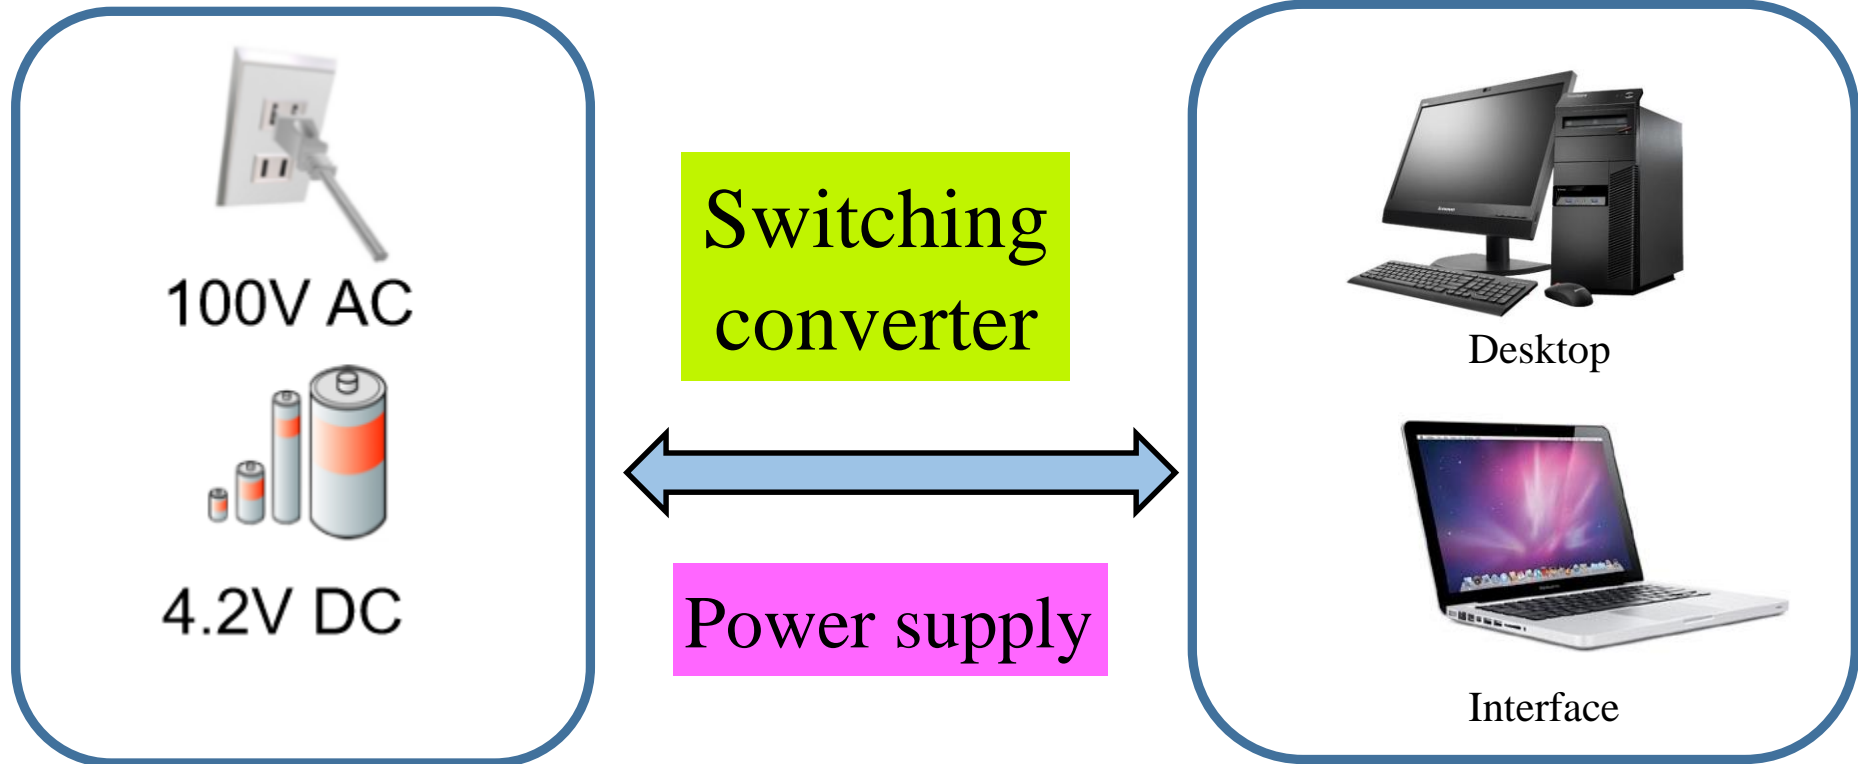 100V AC
4.2V DC
Switching
converter
Power supply
Desktop
Interface